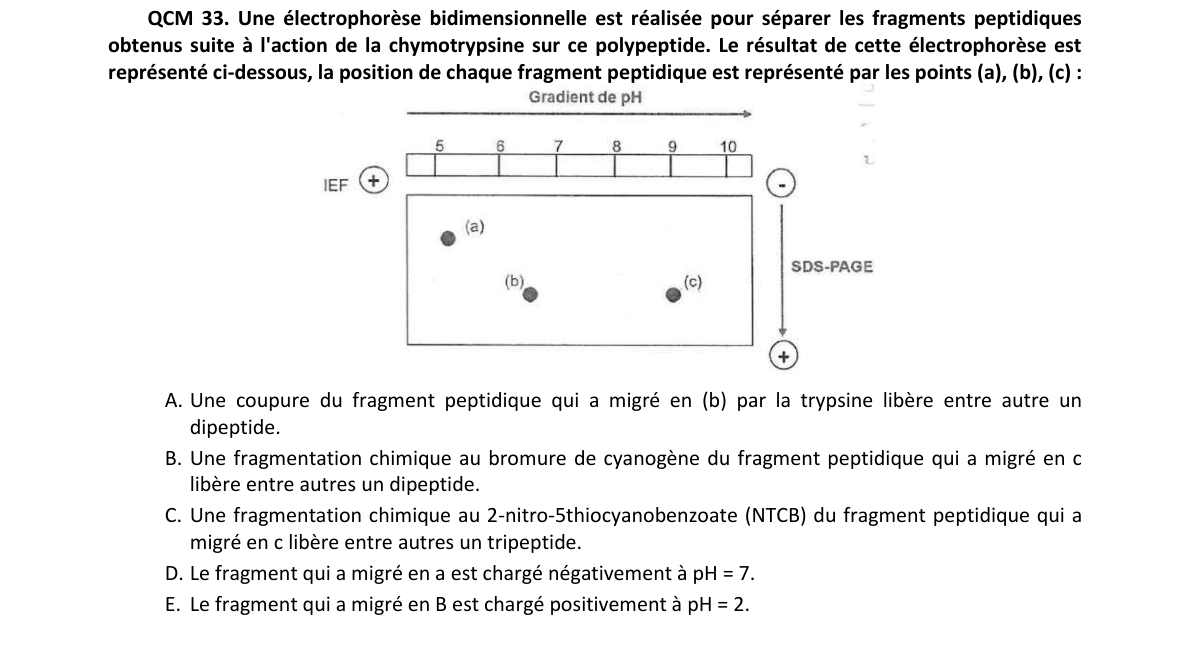 QCM 33. Une électrophorèse bidimensionnelle est réalisée pour séparer les fragments peptidiques
obtenus suite à l'action de la chymotrypsine sur ce polypeptide. Le résultat de cette électrophorèse est
représenté ci-dessous, la position de chaque fragment peptidique est représenté par les points (a), (b), (c) :
Gradient de pH
5 6 7 8 9 10
IEF +
-
(a)
SDS-PAGE
(b) (c)
+
A. Une coupure du fragment peptidique qui a migré en (b) par la trypsine libère entre autre un
dipeptide.
B. Une fragmentation chimique au bromure de cyanogène du fragment peptidique qui a migré en c
libère entre autres un dipeptide.
C. Une fragmentation chimique au 2-nitro-5thiocyanobenzoate (NTCB) du fragment peptidique qui a
migré en c libère entre autres un tripeptide.
D. Le fragment qui a migré en a est chargé négativement à pH = 7.
E. Le fragment qui a migré en B est chargé positivement à pH = 2.